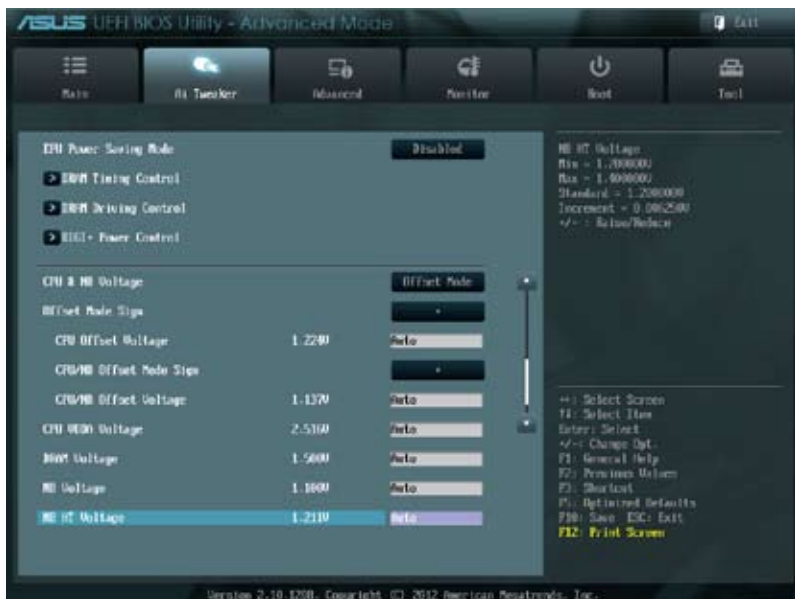 ASUS UEFI BIOS Utility - Advanced Mode
Exit
Main
Ai Tweaker
Advanced
Monitor
Boot
Tool
EPU Power Saving Mode
Disabled
> DRAM Timing Control
> DRAM Driving Control
> DIGI+ Power Control
CPU & NB Voltage
Offset Mode
Offset Mode Sign
CPU Offset Voltage 1.224V Auto
CPU/NB Offset Mode Sign
CPU/NB Offset Voltage 1.137V Auto
CPU VDDA Voltage 2.516V Auto
DRAM Voltage 1.500V Auto
NB Voltage 1.100V Auto
NB HT Voltage 1.211V Auto
NB HT Voltage
Min = 1.200000V
Max = 1.400000V
Standard = 1.200000V
Increment = 0.006250V
+/- : Raise/Reduce
→←: Select Screen
↑↓: Select Item
Enter: Select
+/-: Change Opt.
F1: General Help
F2: Previous Values
F3: Shortcut
F5: Optimized Defaults
F10: Save ESC: Exit
F12: Print Screen
Version 2.10.1208. Copyright (C) 2012 American Megatrends, Inc.